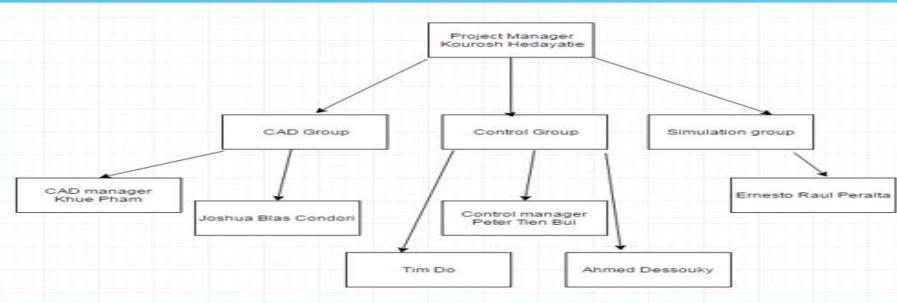 Project Manager
Kourosh Hedayatie
CAD Group
Control Group
Simulation group
CAD manager
Khue Pham
Joshua Blas Condori
Control manager
Peter Tien Bui
Ernesto Raul Peralta
Tim Do
Ahmed Dessouky